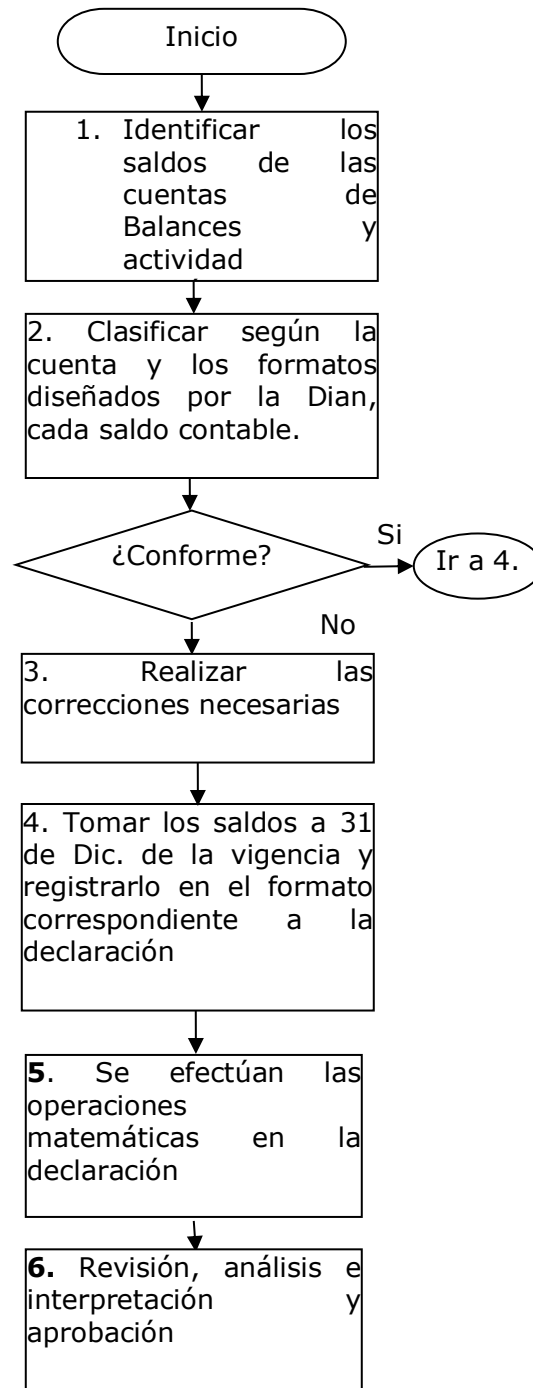 Inicio
1. Identificar los
saldos de las
cuentas de
Balances y
actividad
2. Clasificar según la
cuenta y los formatos
diseñados por la Dian,
cada saldo contable.
¿Conforme?
Si
Ir a 4.
No
3. Realizar las
correcciones necesarias
4. Tomar los saldos a 31
de Dic. de la vigencia y
registrarlo en el formato
correspondiente a la
declaración
5. Se efectúan las
operaciones
matemáticas en la
declaración
6. Revisión, análisis e
interpretación y
aprobación